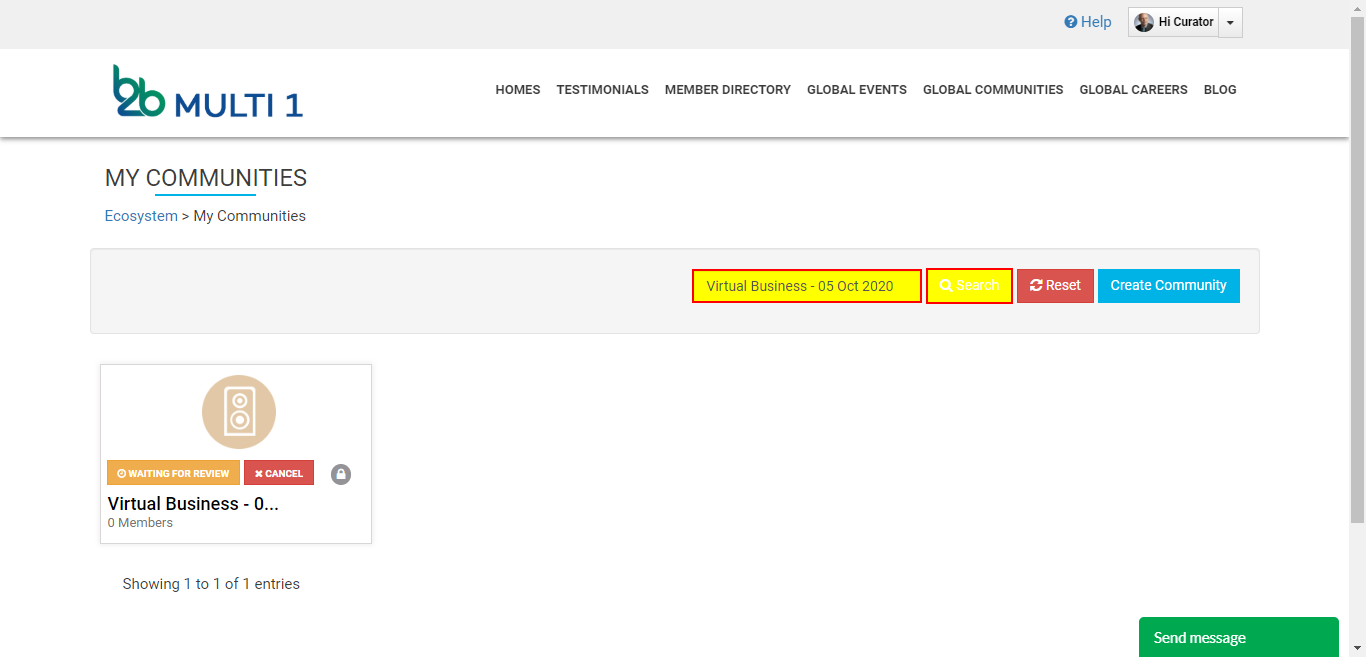 Help
Hi Curator
b2b MULTI 1
HOMES TESTIMONIALS MEMBER DIRECTORY GLOBAL EVENTS GLOBAL COMMUNITIES GLOBAL CAREERS BLOG
MY COMMUNITIES
Ecosystem > My Communities
Virtual Business - 05 Oct 2020 Search Reset Create Community
WAITING FOR REVIEW CANCEL
Virtual Business - 0...
0 Members
Showing 1 to 1 of 1 entries
Send message